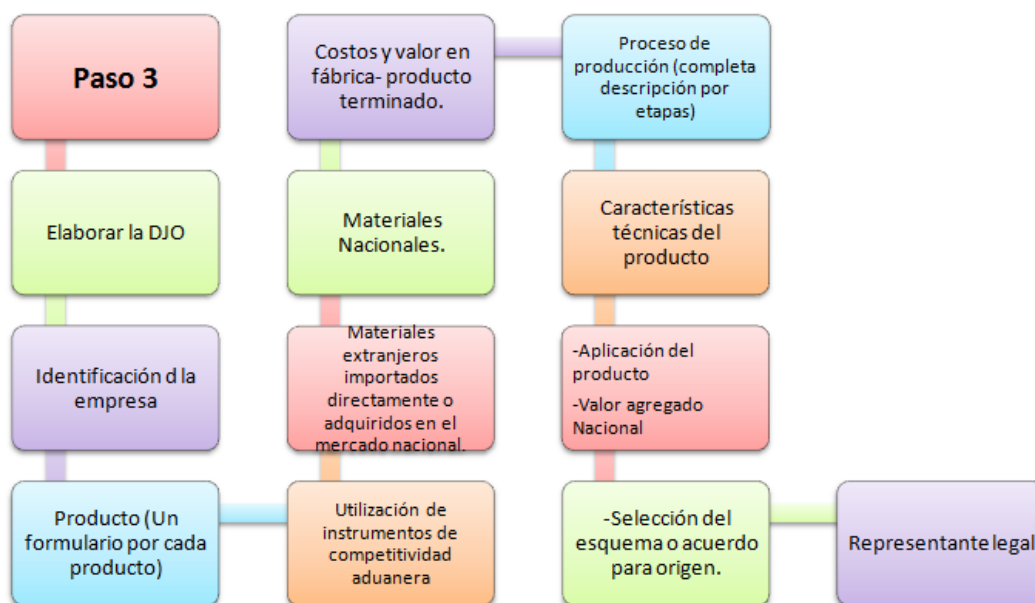 Paso 3
Elaborar la DJO
Identificación d la
empresa
Producto (Un
formulario por cada
producto)
Utilización de
instrumentos de
competitividad
aduanera
Materiales
extranjeros
importados
directamente o
adquiridos en el
mercado nacional.
Materiales
Nacionales.
Costos y valor en
fábrica- producto
terminado.
Proceso de
producción (completa
descripción por
etapas)
Características
técnicas del
producto
-Aplicación del
producto
-Valor agregado
Nacional
-Selección del
esquema o acuerdo
para origen.
Representante legal